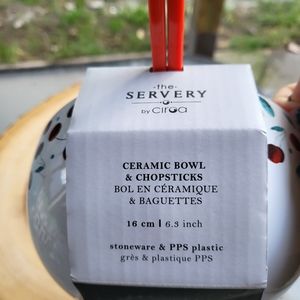 -the-
SERVERY
by ciroa
CERAMIC BOWL
& CHOPSTICKS
BOL EN CÉRAMIQUE
& BAGUETTES
16 cm | 6.3 inch
stoneware & PPS plastic
grès & plastique PPS